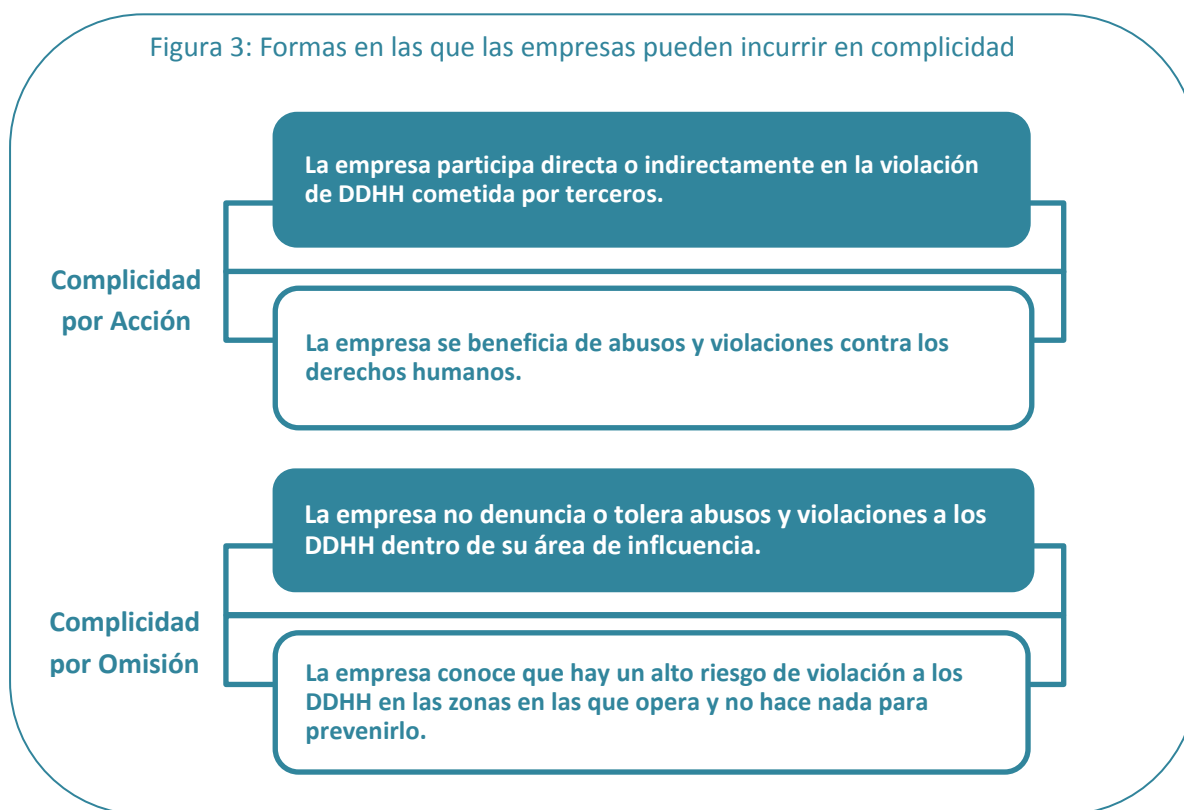 Figura 3: Formas en las que las empresas pueden incurrir en complicidad
Complicidad
por Acción
La empresa participa directa o indirectamente en la violación
de DDHH cometida por terceros.
La empresa se beneficia de abusos y violaciones contra los
derechos humanos.
Complicidad
por Omisión
La empresa no denuncia o tolera abusos y violaciones a los
DDHH dentro de su área de inflcuencia.
La empresa conoce que hay un alto riesgo de violación a los
DDHH en las zonas en las que opera y no hace nada para
prevenirlo.